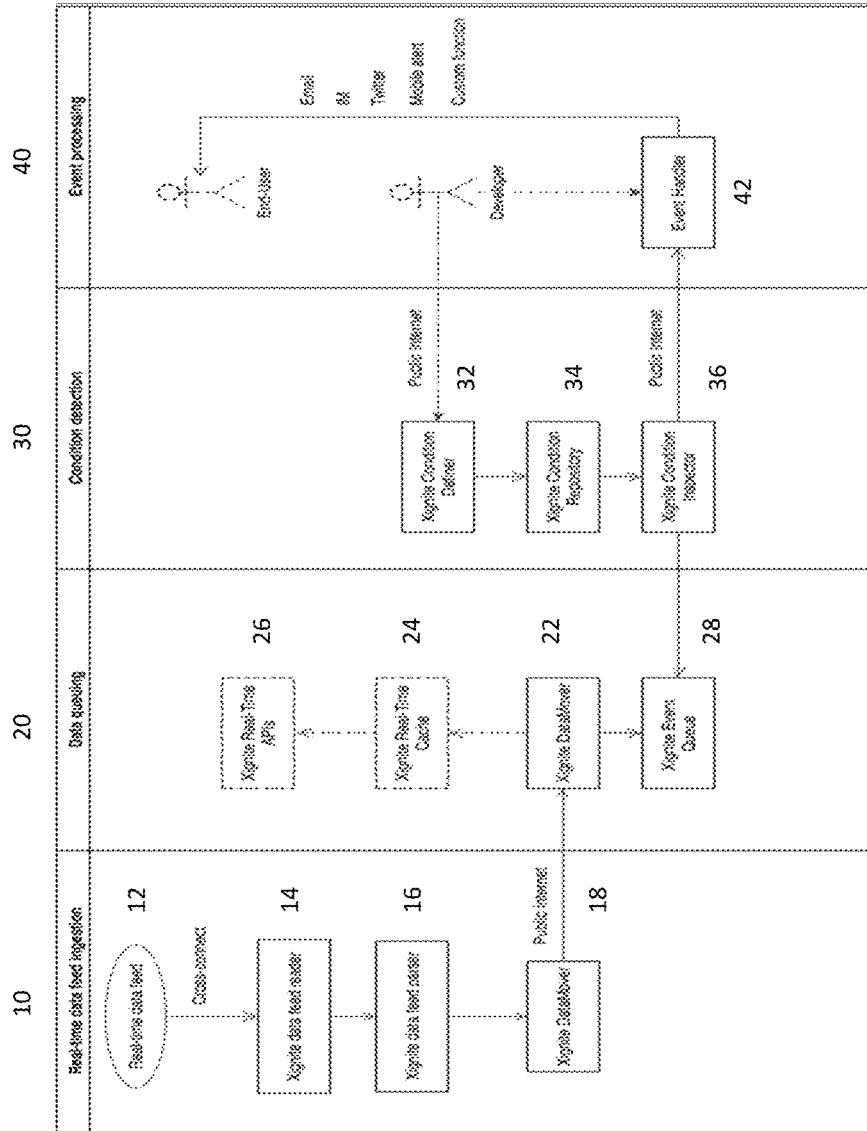 10
20
30
40
Real-time data feed ingestion
Data queuing
Condition detection
Event processing
Real-time data feed
12
Cross-connect
Xignite data feed reader
14
Xignite data feed parser
16
Xignite DataMover
18
Public Internet
Xignite Real-Time
APIs
26
Xignite Real-Time
Cache
24
Xignite DataMover
22
Xignite Event
Queue
28
Public Internet
Xignite Condition
Definer
32
Xignite Condition
Repository
34
Xignite Condition
Inspector
36
Public Internet
End-User
Developer
Event Handler
42
Email
IM
Twitter
Mobile alert
Custom function